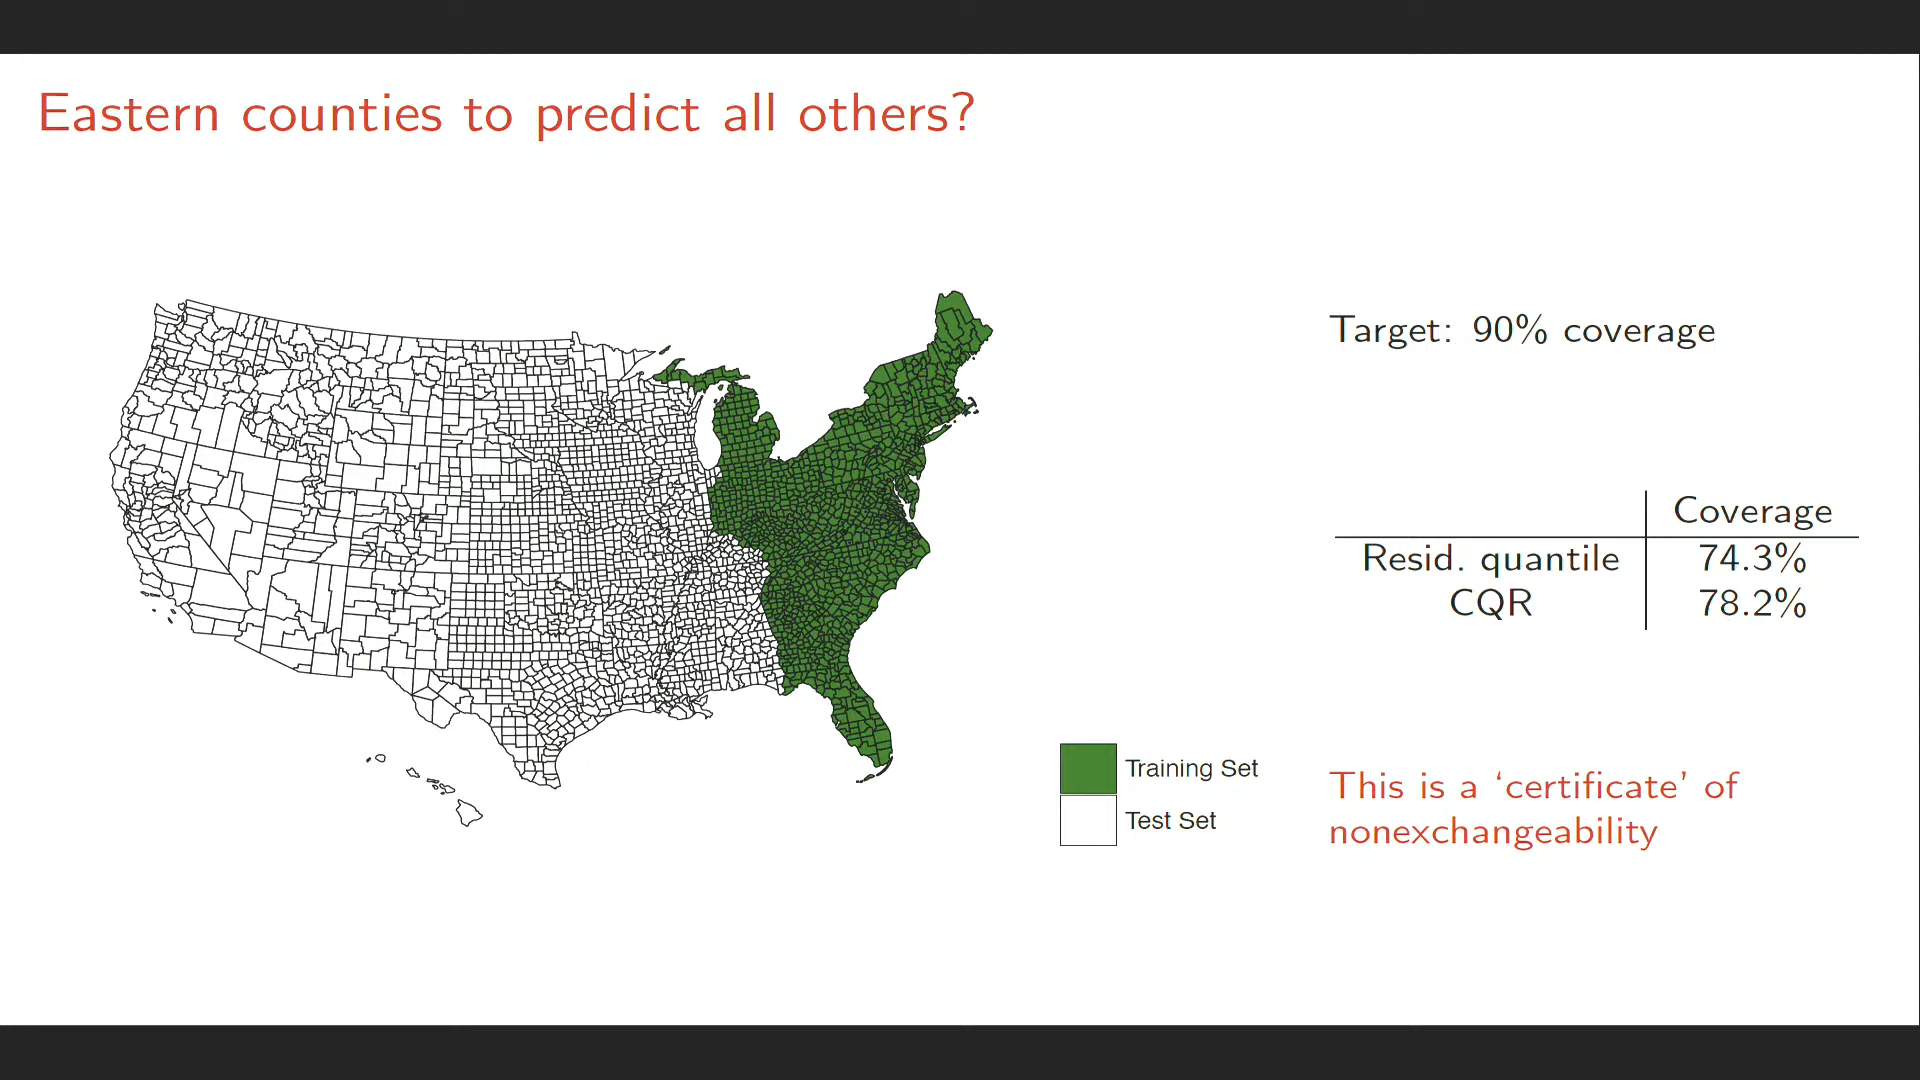 Eastern counties to predict all others?
Target: 90% coverage
Coverage
Resid. quantile 74.3%
CQR 78.2%
Training Set
Test Set
This is a ‘certificate’ of
nonexchangeability